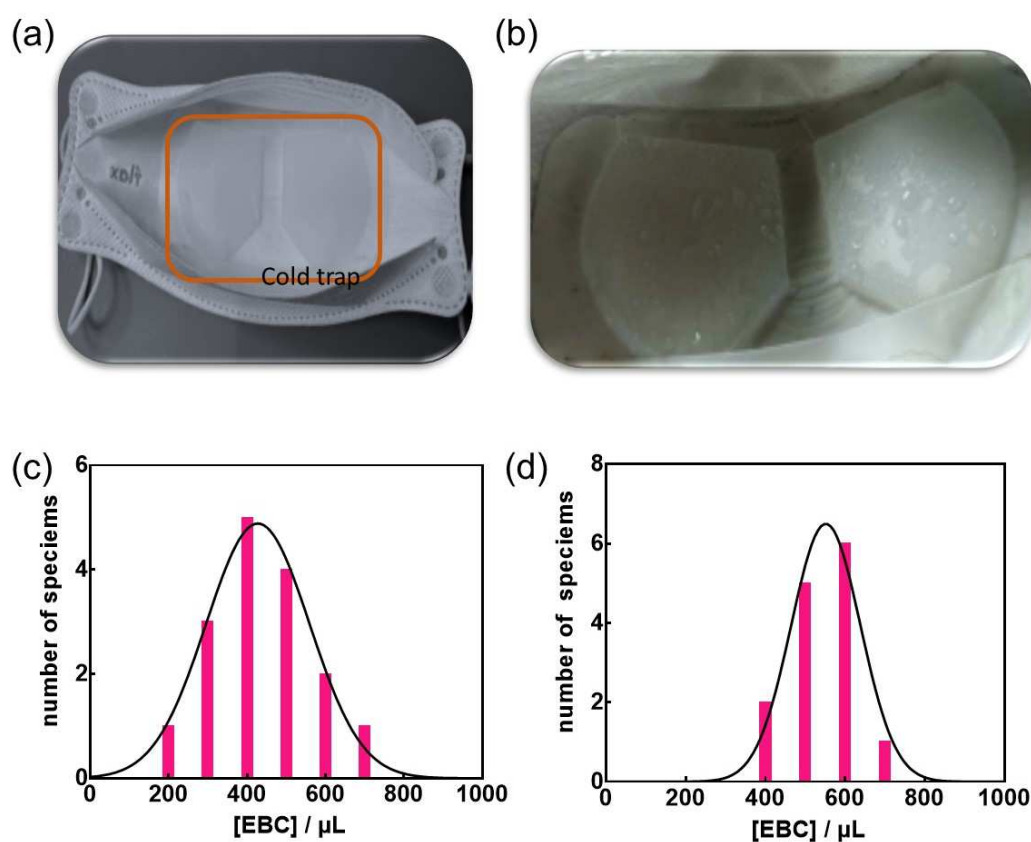 (a)
(b)
flax
Cold trap
(c)
6
4
2
0
number of speciems
0 200 400 600 800 1000
[EBC] / µL
(d)
8
6
4
2
0
number of speciems
0 200 400 600 800 1000
[EBC] / µL